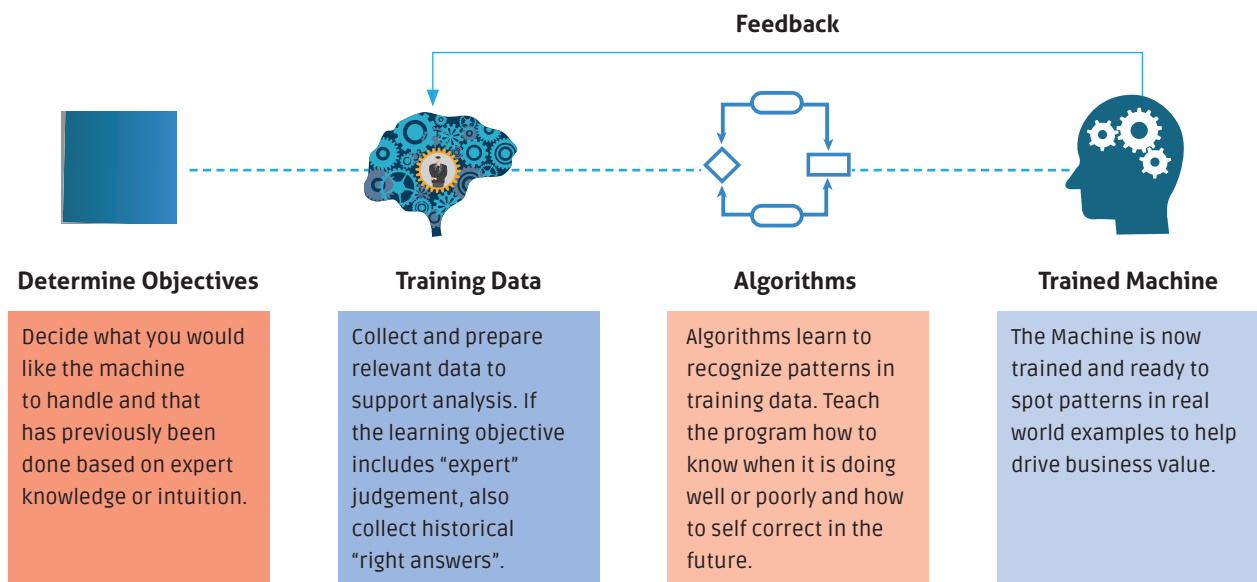 Feedback
Determine Objectives
Decide what you would
like the machine
to handle and that
has previously been
done based on expert
knowledge or intuition.
Training Data
Collect and prepare
relevant data to
support analysis. If
the learning objective
includes “expert”
judgement, also
collect historical
“right answers”.
Algorithms
Algorithms learn to
recognize patterns in
training data. Teach
the program how to
know when it is doing
well or poorly and how
to self correct in the
future.
Trained Machine
The Machine is now
trained and ready to
spot patterns in real
world examples to help
drive business value.